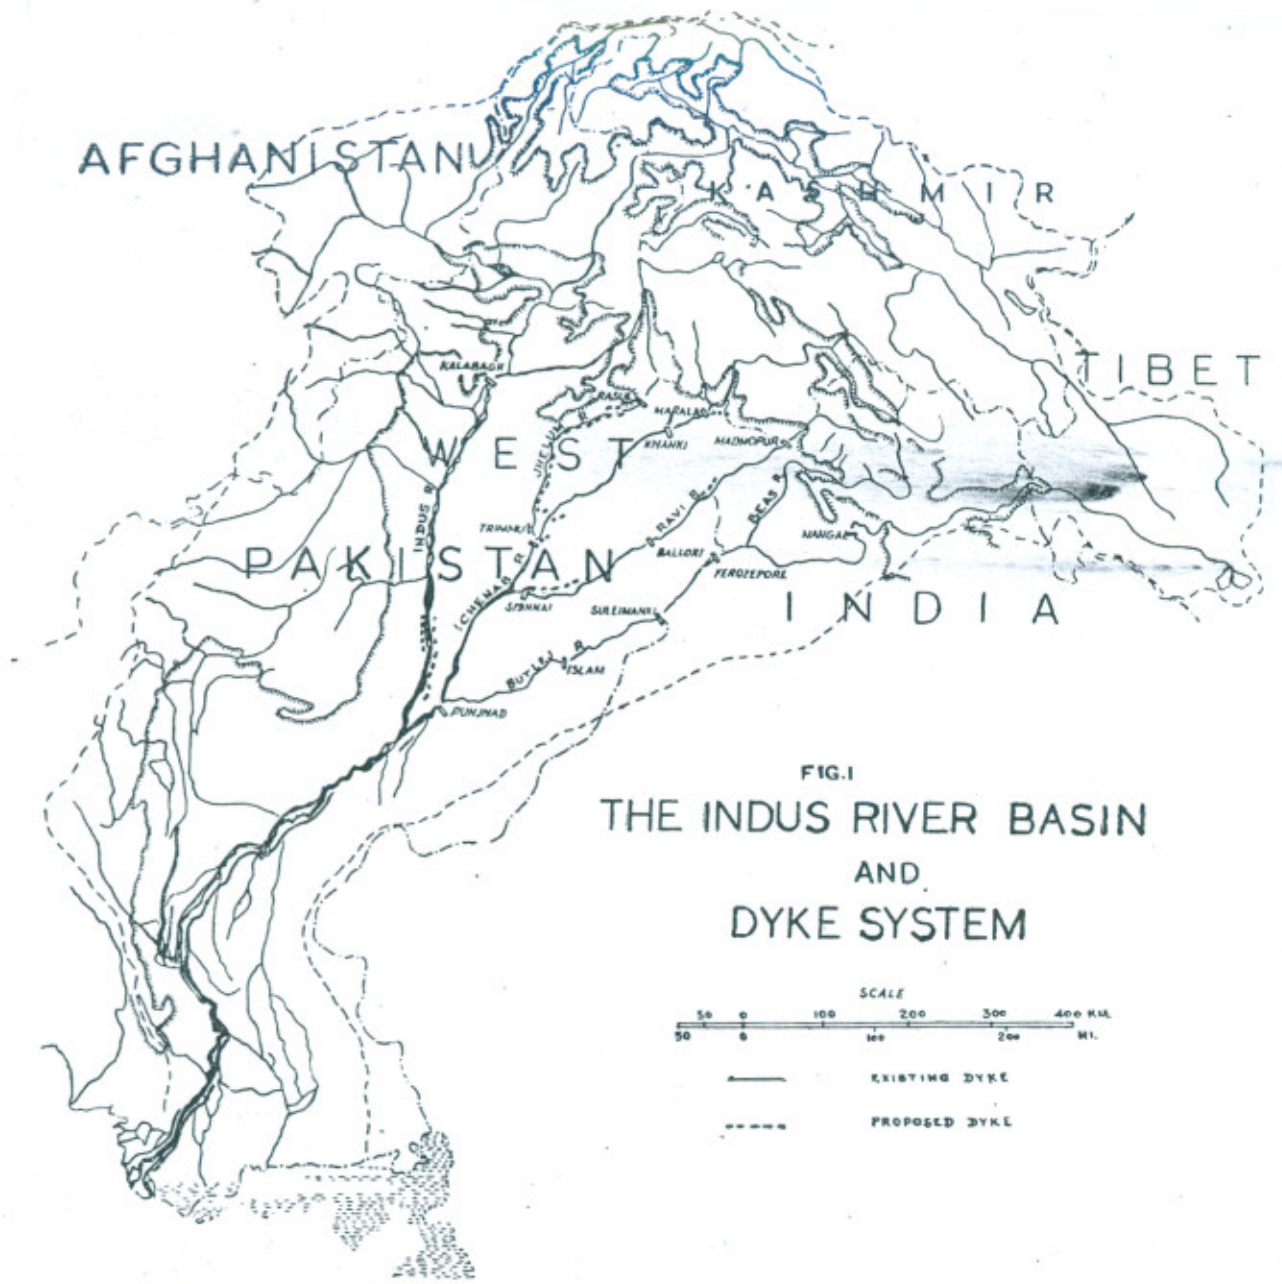 AFGHANISTAN
KASHMIR
TIBET
KALABAGH
RASUL
MARALA
KHANKI
MADHOPUR
WEST
JHELUM
INDUS R
TRIMMU
RAVI R
BEAS R
NANGAL
BALLOKI
FEROZEPORE
PAKISTAN
CHENAB R
SIDHNAI
SULEIMANKI
INDIA
SUTLEJ R
ISLAM
PUNJNAD
FIG.1
THE INDUS RIVER BASIN
AND
DYKE SYSTEM
SCALE
50 0 100 200 300 400 KM.
50 0 100 200 MI.
EXISTING DYKE
PROPOSED DYKE